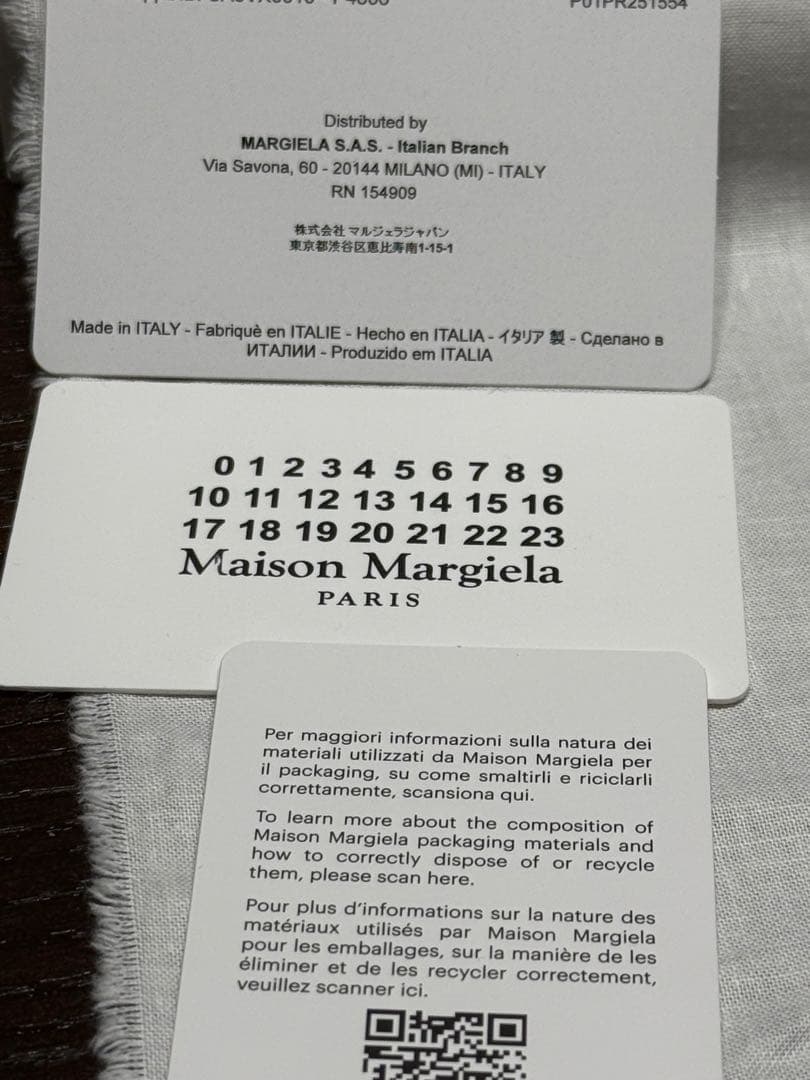 P01PR251554
Distributed by
MARGIELA S.A.S. - Italian Branch
Via Savona, 60 - 20144 MILANO (MI) - ITALY
RN 154909
株式会社 マルジェラジャパン
東京都渋谷区恵比寿南1-15-1
Made in ITALY - Fabriquè en ITALIE - Hecho en ITALIA - イタリア 製 - Сделано в
ИТАЛИИ - Produzido em ITALIA
0 1 2 3 4 5 6 7 8 9
10 11 12 13 14 15 16
17 18 19 20 21 22 23
Maison Margiela
PARIS
Per maggiori informazioni sulla natura dei
materiali utilizzati da Maison Margiela per
il packaging, su come smaltirli e riciclarli
correttamente, scansiona qui.
To learn more about the composition of
Maison Margiela packaging materials and
how to correctly dispose of or recycle
them, please scan here.
Pour plus d'informations sur la nature des
matériaux utilisés par Maison Margiela
pour les emballages, sur la manière de les
éliminer et de les recycler correctement,
veuillez scanner ici.